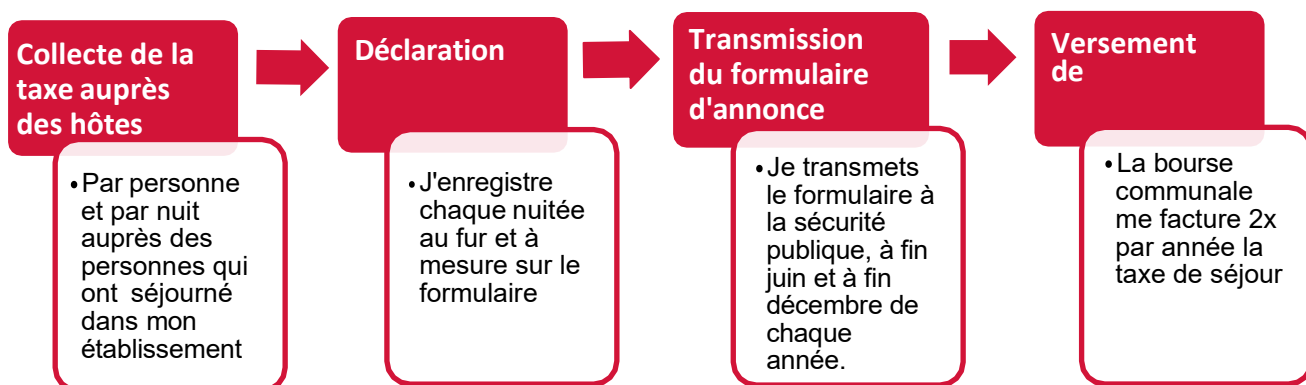 Collecte de la
taxe auprès
des hôtes
• Par personne
et par nuit
auprès des
personnes qui
ont séjourné
dans mon
établissement
Déclaration
• J'enregistre
chaque nuitée
au fur et à
mesure sur le
formulaire
Transmission
du formulaire
d'annonce
• Je transmets
le formulaire à
la sécurité
publique, à fin
juin et à fin
décembre de
chaque
année.
Versement
de
• La bourse
communale
me facture 2x
par année la
taxe de séjour